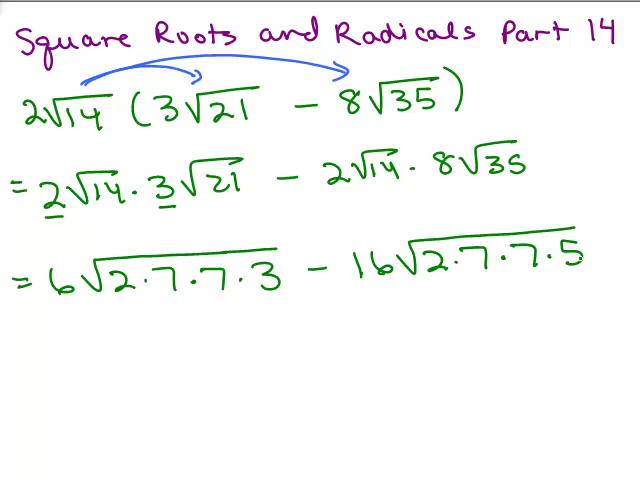 Square Roots and Radicals Part 14
2√14 (3√21 − 8√35)
= 2√14 · 3√21 − 2√14 · 8√35
= 6√2·7·7·3 − 16√2·7·7·5